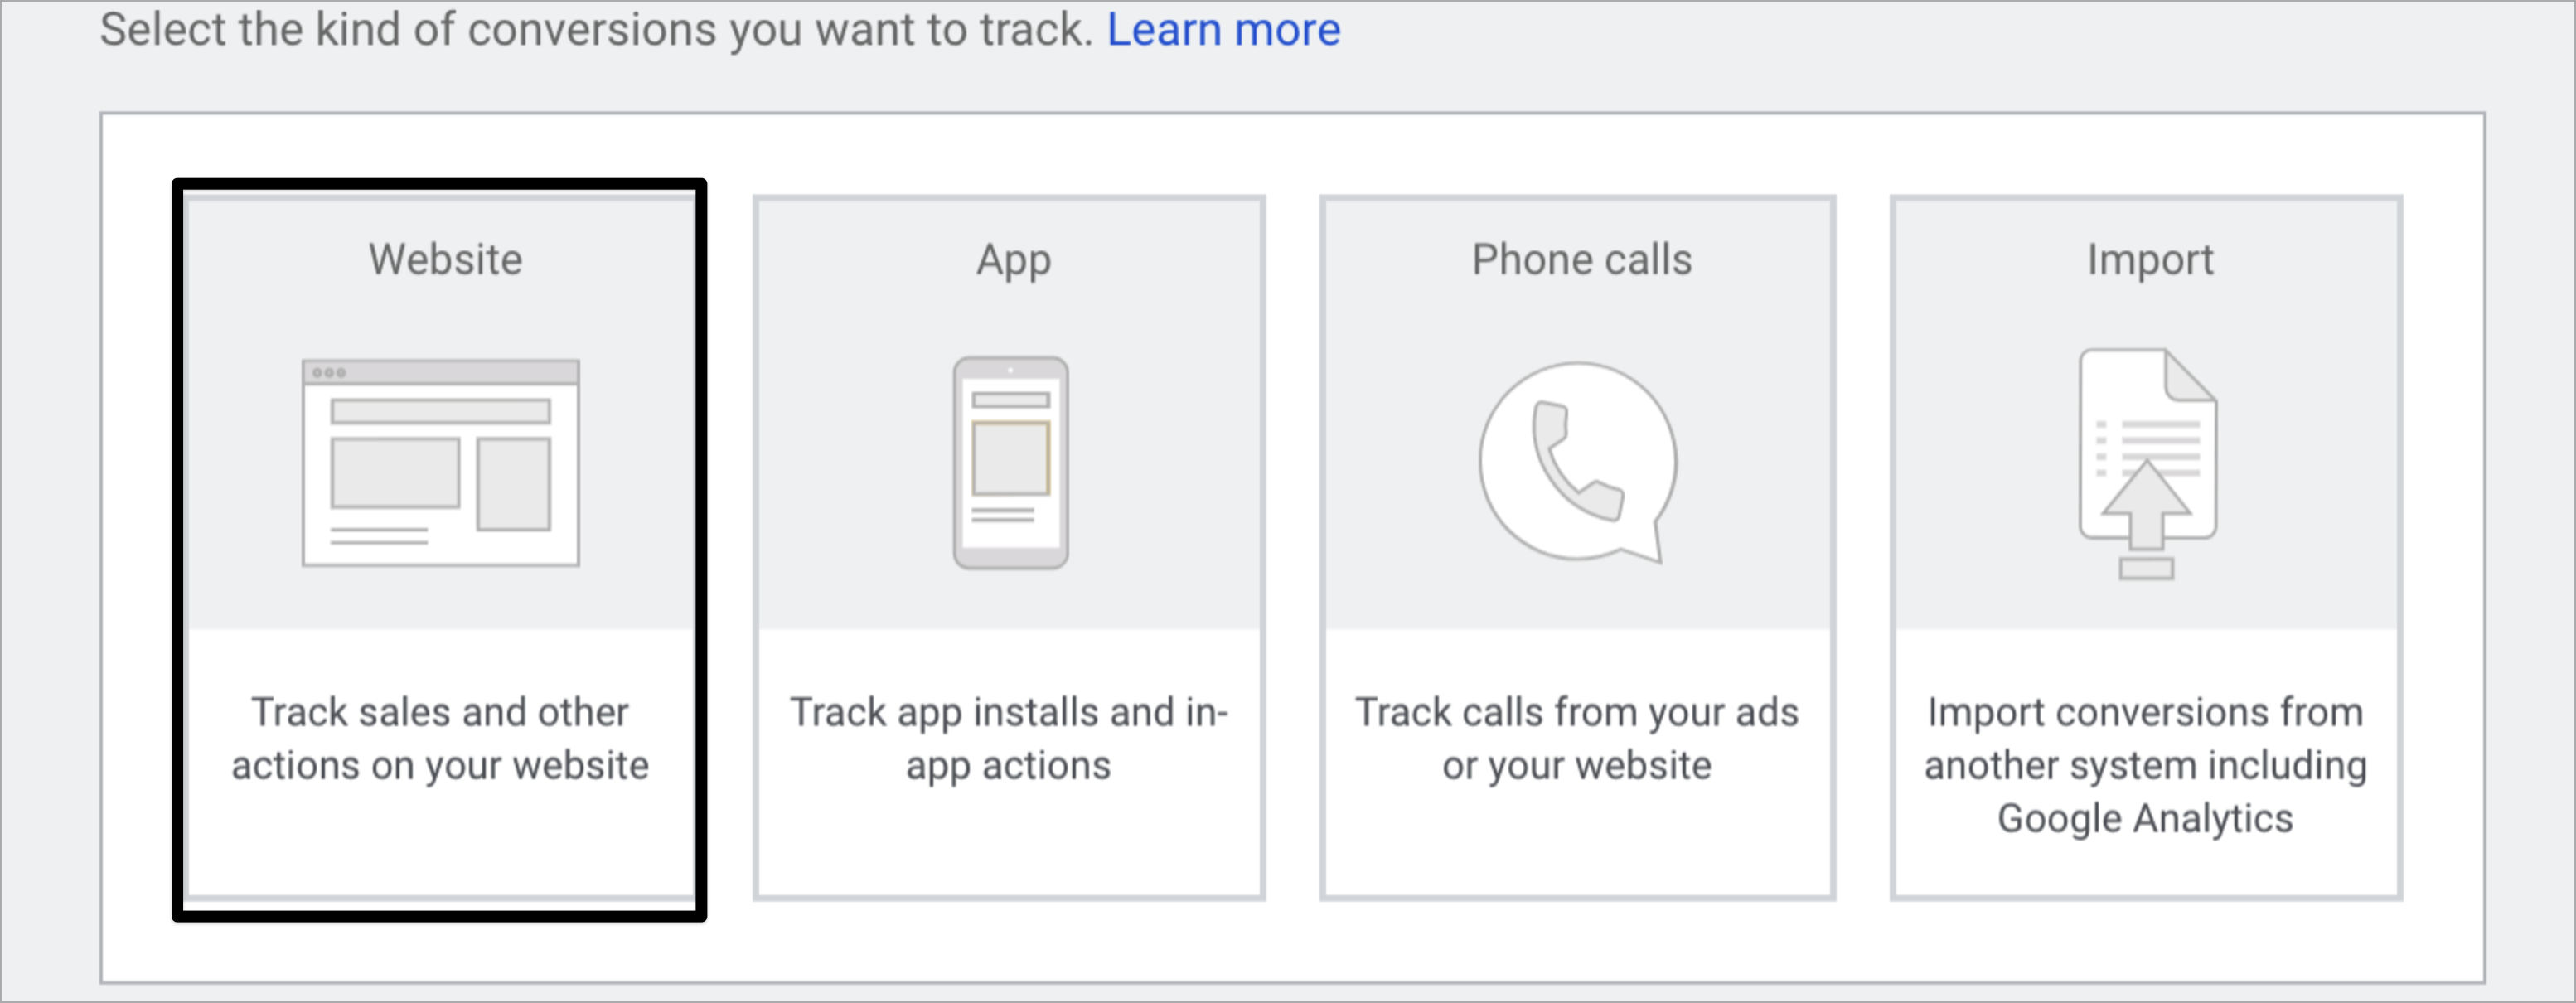 Select the kind of conversions you want to track. Learn more
Website
Track sales and other
actions on your website
App
Track app installs and in-
app actions
Phone calls
Track calls from your ads
or your website
Import
Import conversions from
another system including
Google Analytics